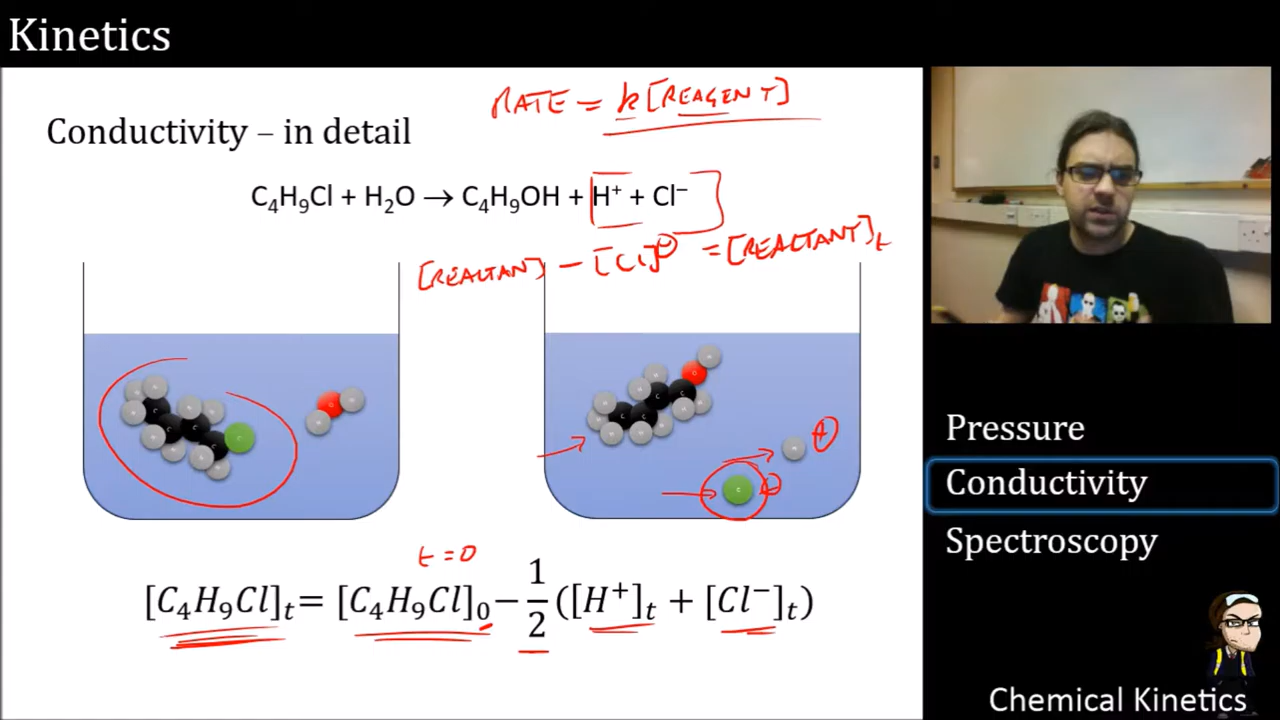 Kinetics
RATE = k[REAGENT]
Conductivity – in detail
C₄H₉Cl + H₂O → C₄H₉OH + H⁺ + Cl⁻
[REACTAN] − [Cl]⊖ = [REACTANT]t
⊕
⊖
t = 0
[C₄H₉Cl]ₜ = [C₄H₉Cl]₀ − 1/2 ([H⁺]ₜ + [Cl⁻]ₜ)
Pressure
Conductivity
Spectroscopy
Chemical Kinetics